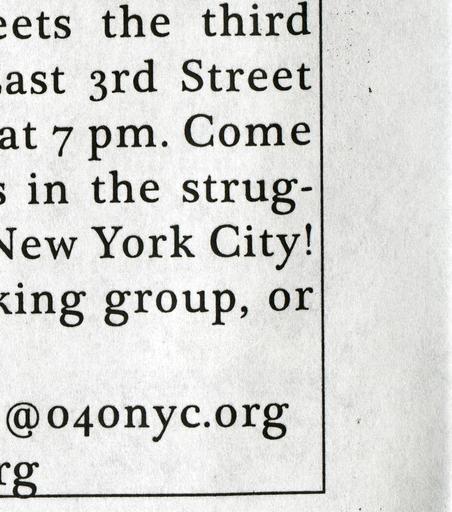 eets the third
East 3rd Street
at 7 pm. Come
s in the strug-
New York City!
king group, or
@o4onyc.org
rg